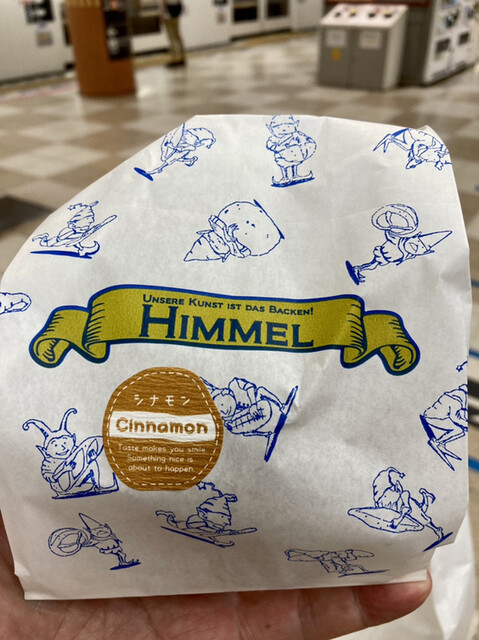 UNSERE KUNST IST DAS BACKEN!
HIMMEL
シナモン
Cinnamon
Taste makes you smile
Something nice is
about to happen